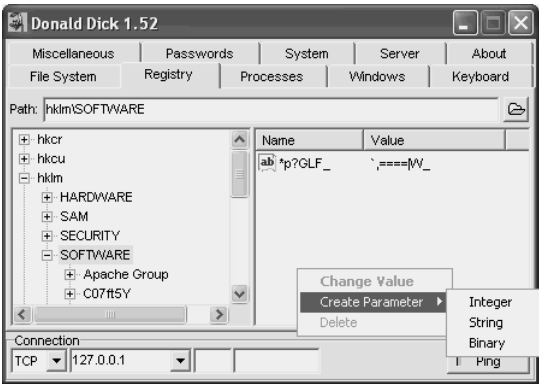 Donald Dick 1.52
Miscellaneous Passwords System Server About
File System Registry Processes Windows Keyboard
Path: hklm\SOFTWARE
hkcr
hkcu
hklm
HARDWARE
SAM
SECURITY
SOFTWARE
Apache Group
C07ft5Y
Name Value
ab *p?GLF_ `,====|W_
Change Value
Create Parameter
Delete
Integer
String
Binary
Connection
TCP 127.0.0.1 Ping